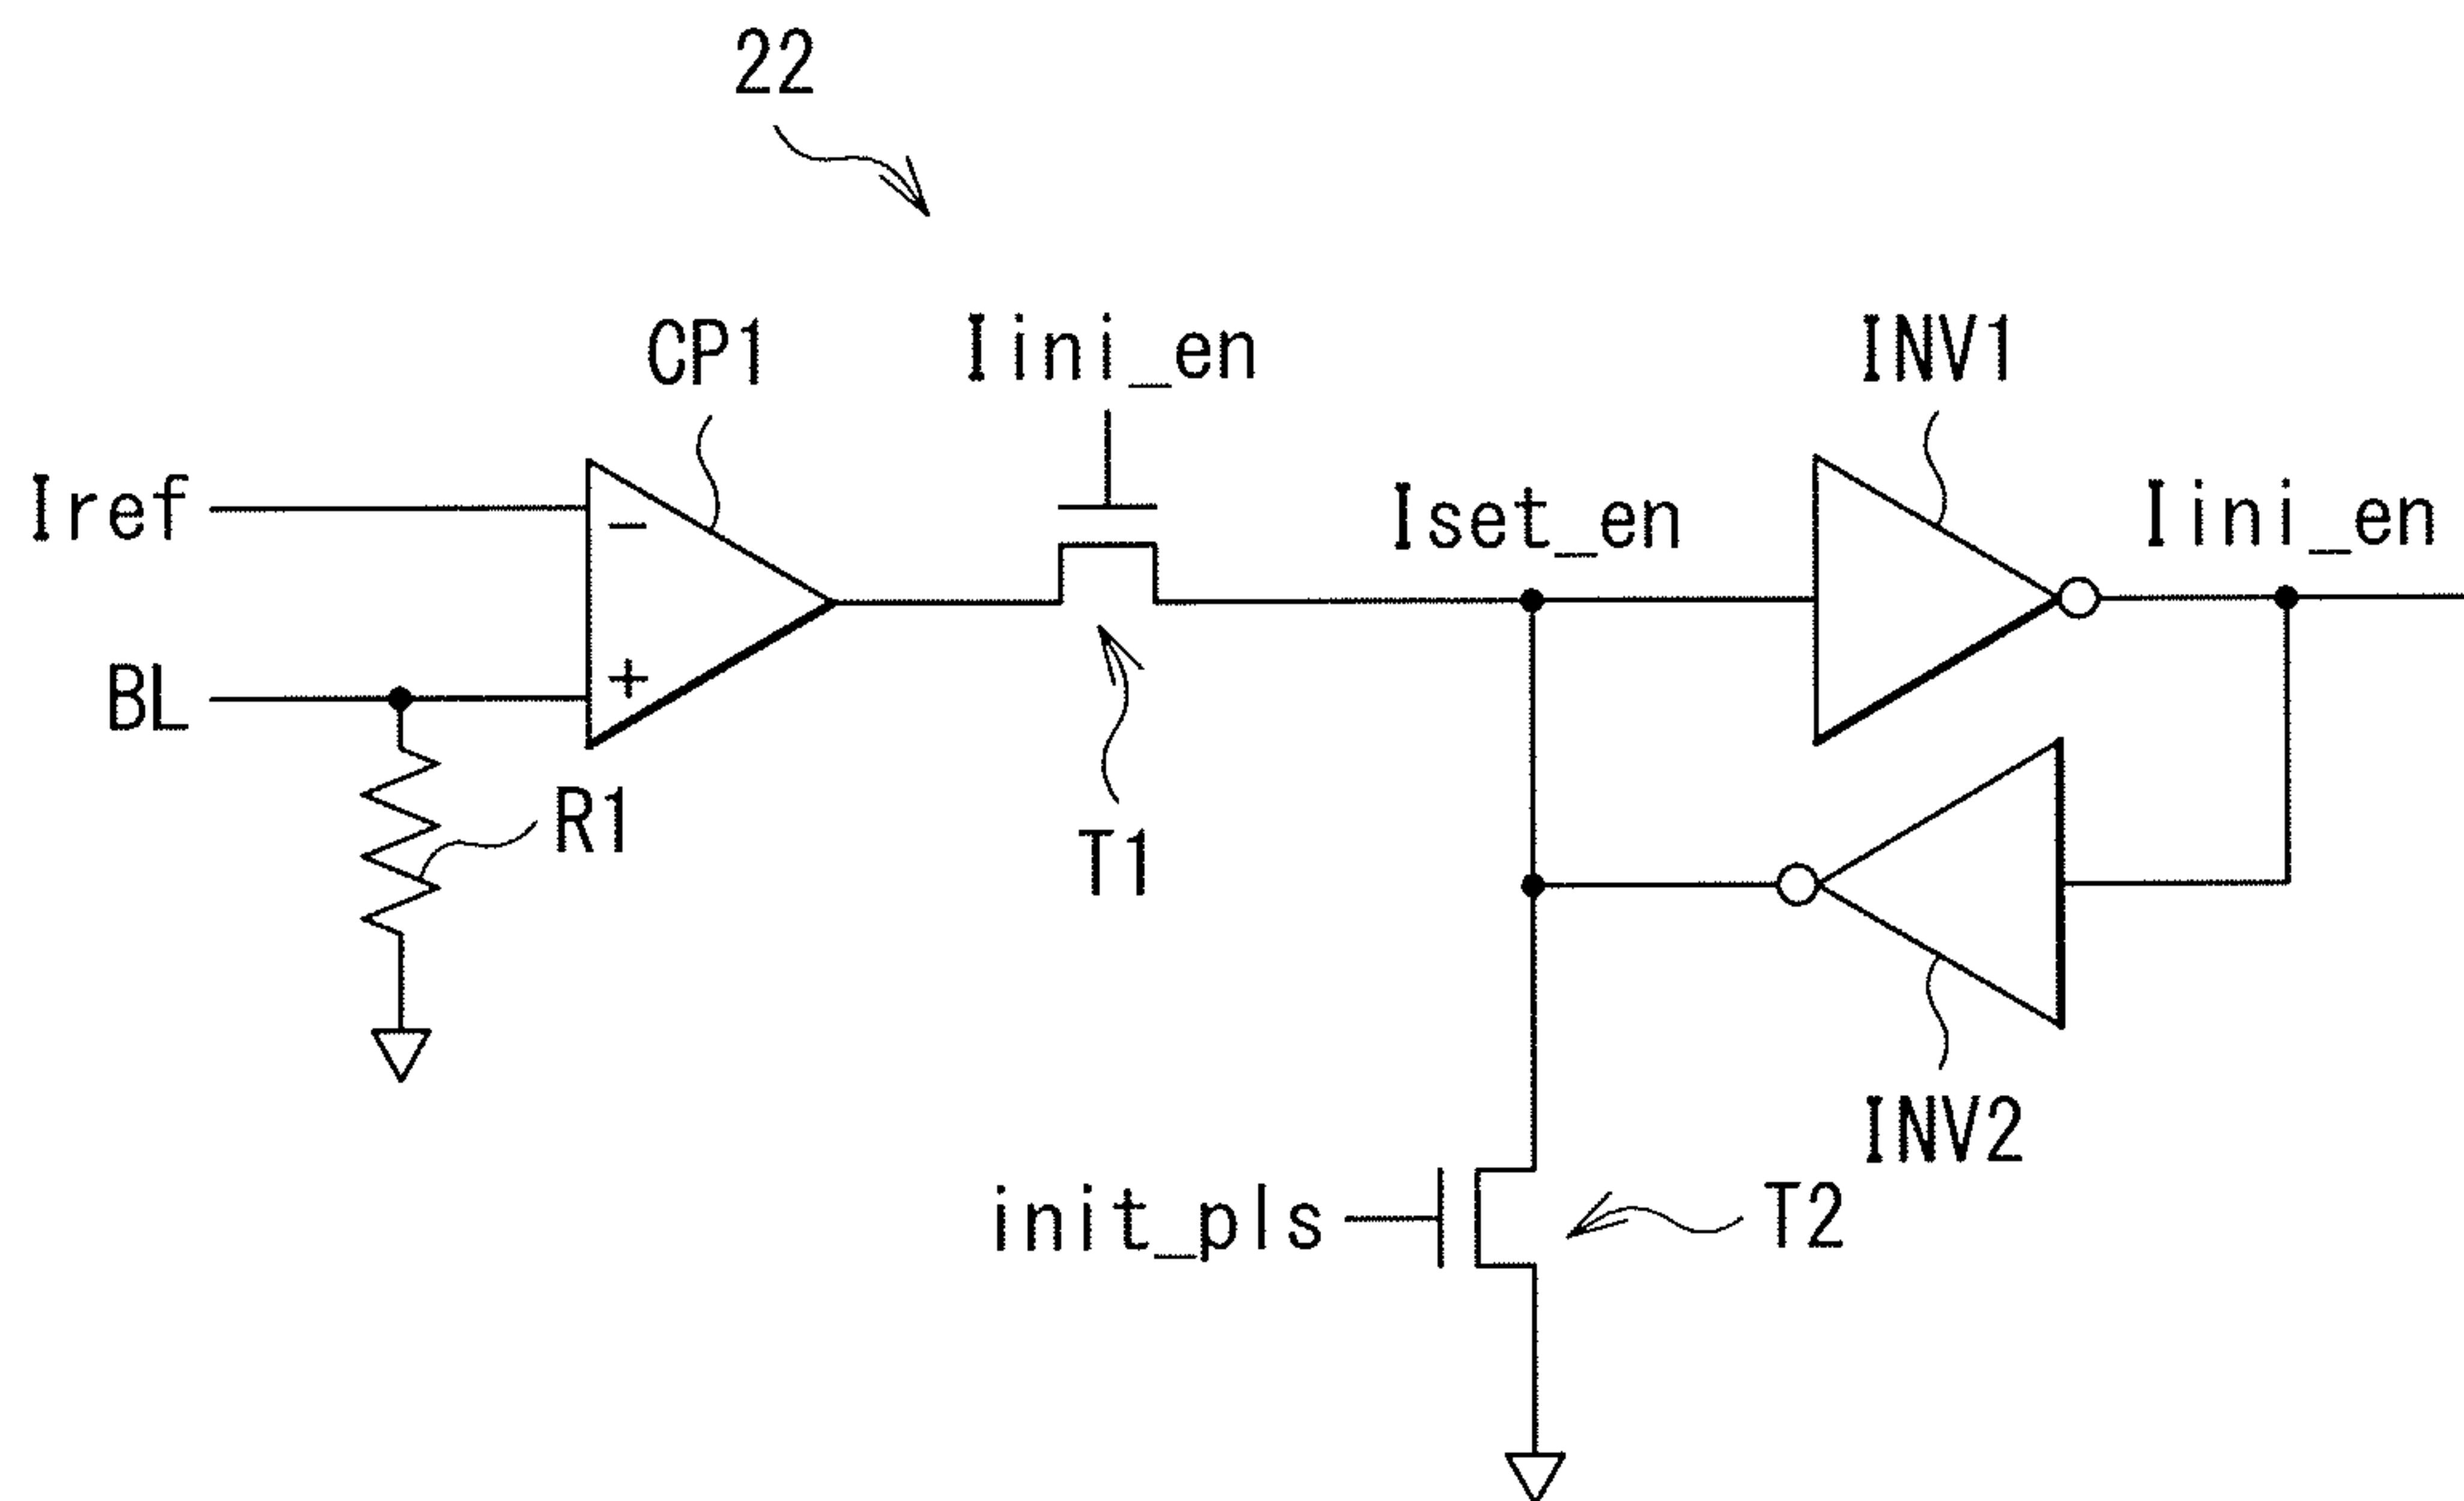 22
CP1
Iini_en
INV1
Iref
-
Iset_en
Iini_en
BL
+
R1
T1
INV2
init_pls
T2